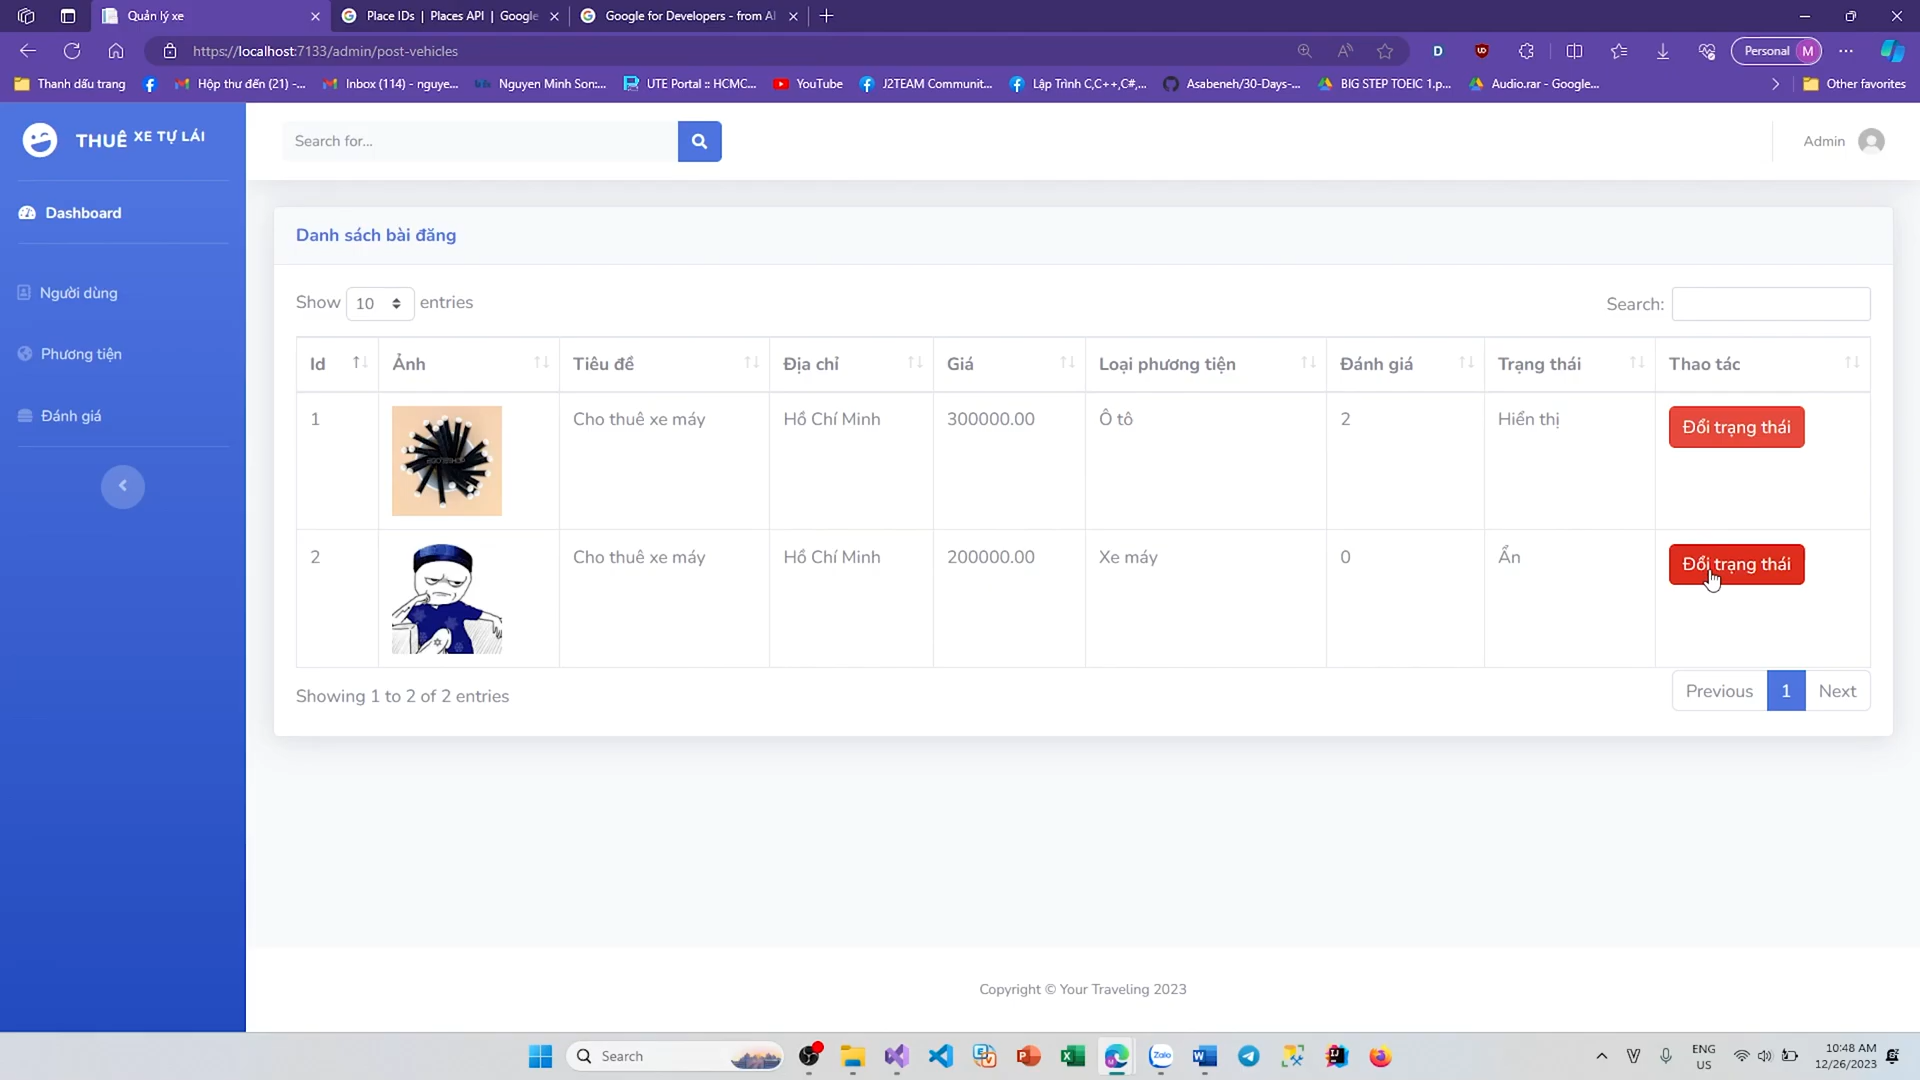 Quản lý xe
Place IDs | Places API | Google
Google for Developers - from AI
https://localhost:7133/admin/post-vehicles
Personal M
Thanh dấu trang
Hộp thư đến (21) -...
Inbox (114) - nguye...
Nguyen Minh Son:...
UTE Portal :: HCMC...
YouTube
J2TEAM Communit...
Lập Trình C,C++,C#,...
Asabeneh/30-Days-...
BIG STEP TOEIC 1.p...
Audio.rar - Google...
Other favorites
THUÊ XE TỰ LÁI
Search for...
Admin
Dashboard
Người dùng
Phương tiện
Đánh giá
Danh sách bài đăng
Show 10 entries
Search:
Id Ảnh Tiêu đề Địa chỉ Giá Loại phương tiện Đánh giá Trạng thái Thao tác
1 Cho thuê xe máy Hồ Chí Minh 300000.00 Ô tô 2 Hiển thị Đổi trạng thái
2 Cho thuê xe máy Hồ Chí Minh 200000.00 Xe máy 0 Ẩn Đổi trạng thái
Showing 1 to 2 of 2 entries
Previous 1 Next
Copyright © Your Traveling 2023
Search
Zalo
ENG
US
10:48 AM
12/26/2023